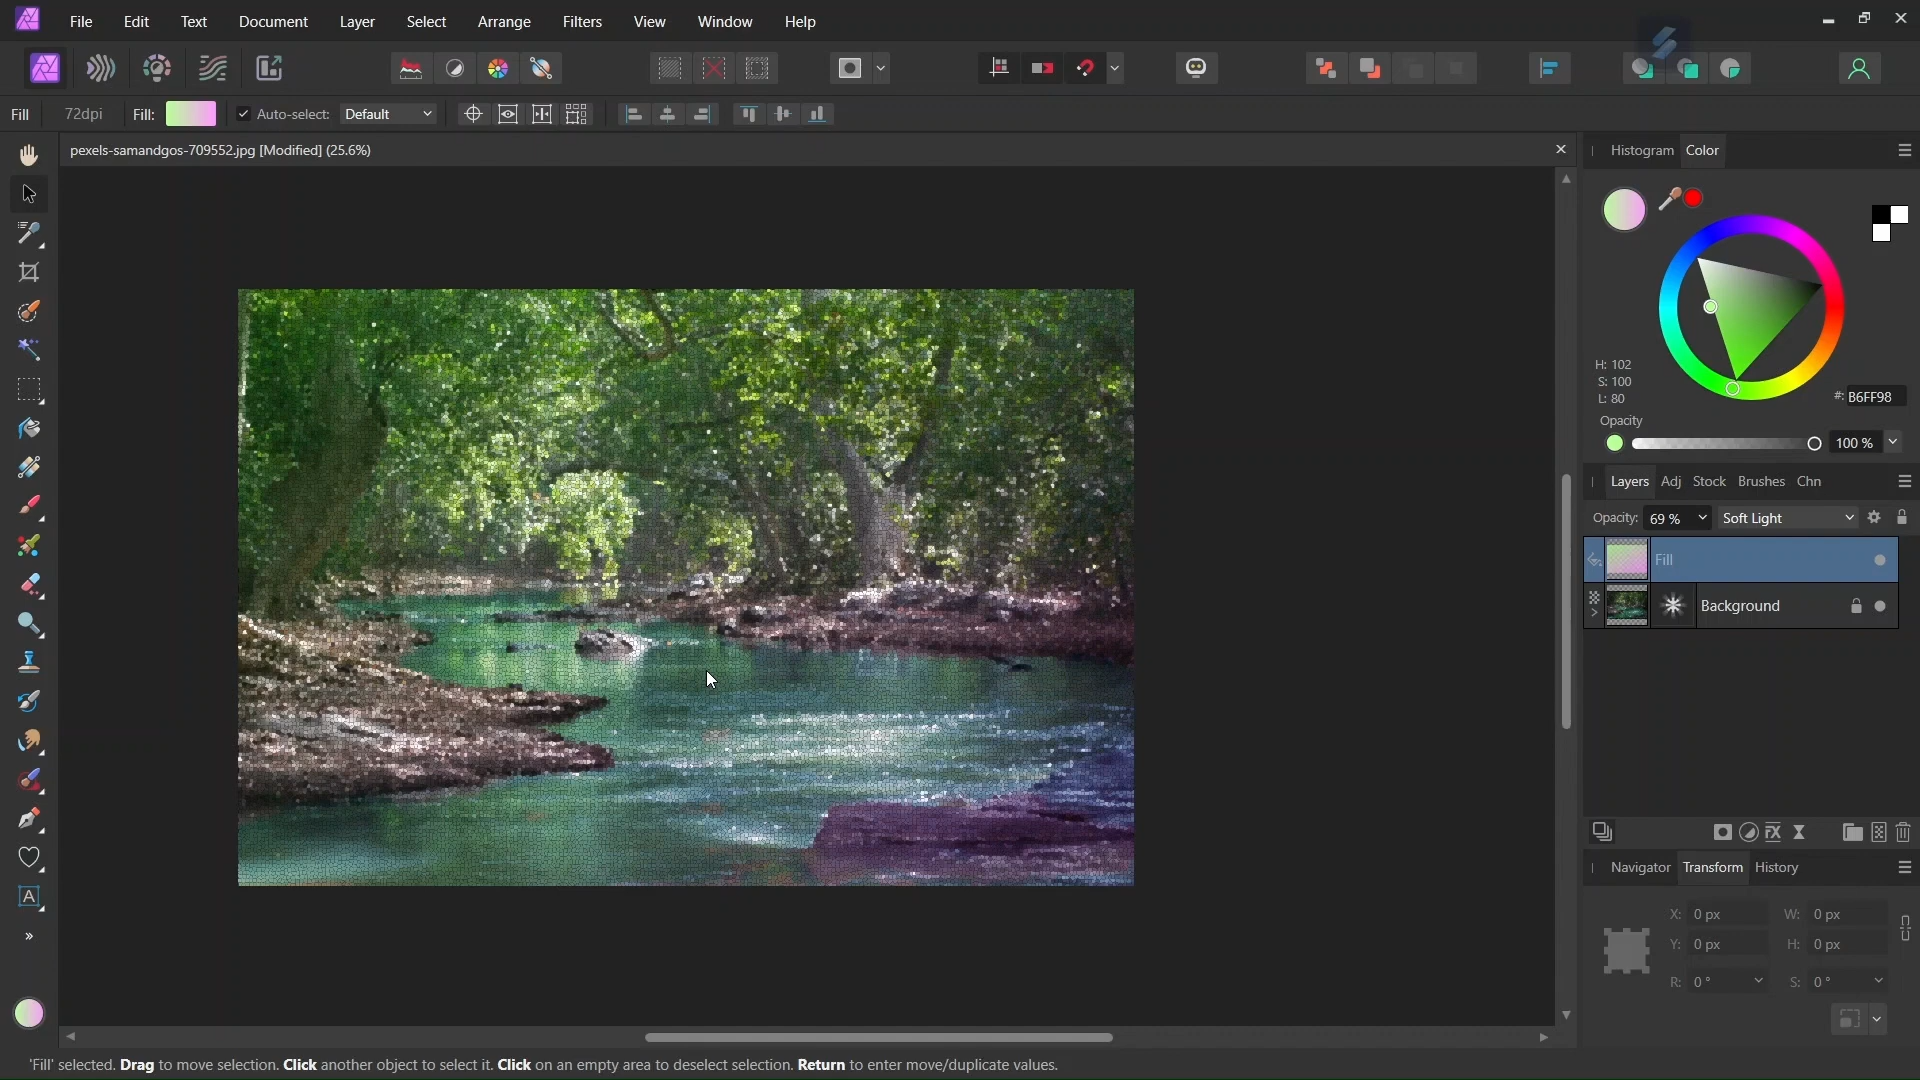 File Edit Text Document Layer Select Arrange Filters View Window Help
Fill 72dpi Fill: Auto-select: Default
pexels-samandgos-709552.jpg [Modified] (25.6%)
Histogram Color
H: 102
S: 100
L: 80
#: B6FF98
Opacity
100 %
Layers Adj Stock Brushes Chn
Opacity: 69 % Soft Light
Fill
Background
FX
Navigator Transform History
X: 0 px W: 0 px
Y: 0 px H: 0 px
R: 0 ° S: 0 °
A
'Fill' selected. Drag to move selection. Click another object to select it. Click on an empty area to deselect selection. Return to enter move/duplicate values.